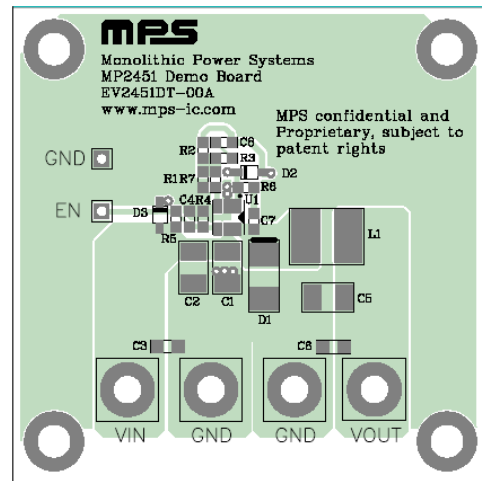 MPS
Monolithic Power Systems
MP2451 Demo Board
EV2451DT-00A
www.mps-ic.com
MPS confidential and
Proprietary, subject to
patent rights
C6
R2
R3
GND
D2
R1R7
R6
EN
C4R4
U1
D3
C7
R5
L1
C2
C1
C5
D1
C3
C6
VIN
GND
GND
VOUT